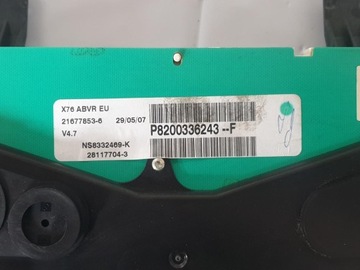 X76 ABVR EU
21677853-6 29/05/07
V4.7
P8200336243--F
NS8332469-K
28117704-3